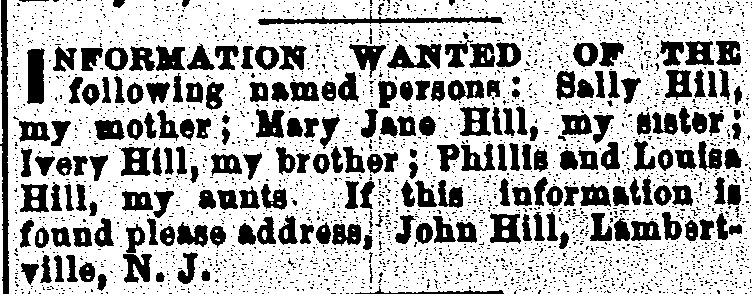 INFORMATION WANTED OF THE
following named persons: Sally Hill,
my mother; Mary Jane Hill, my sister;
Ivery Hill, my brother; Phillis and Louisa
Hill, my aunts. If this information is
found please address, John Hill, Lambert-
ville, N. J.